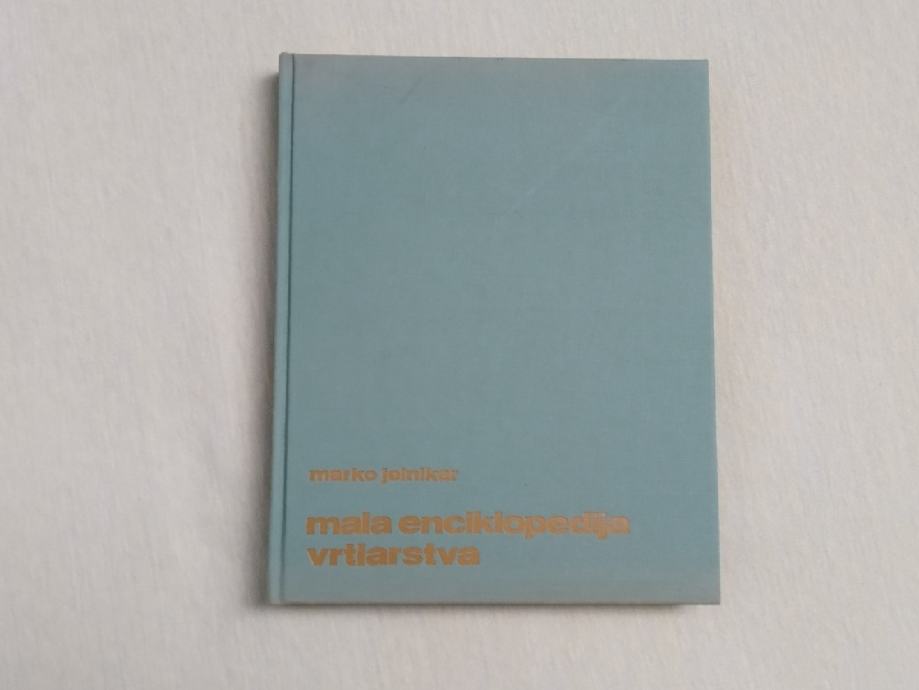 marko jelnikar
mala enciklopedija
vrtlarstva